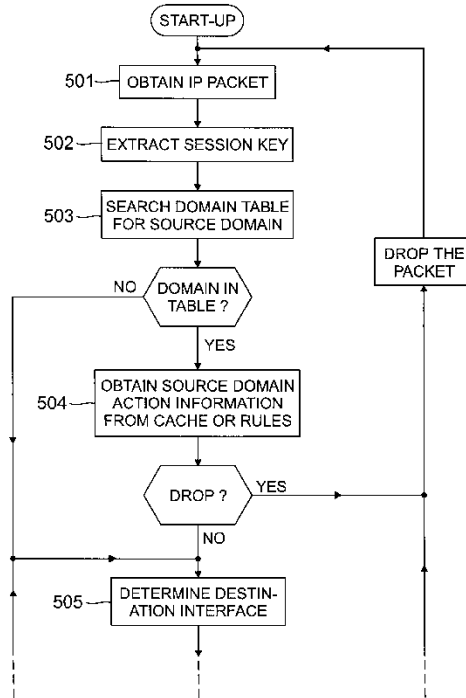 START-UP
501
OBTAIN IP PACKET
502
EXTRACT SESSION KEY
503
SEARCH DOMAIN TABLE
FOR SOURCE DOMAIN
DROP THE
PACKET
NO
DOMAIN IN
TABLE ?
YES
504
OBTAIN SOURCE DOMAIN
ACTION INFORMATION
FROM CACHE OR RULES
DROP ?
YES
NO
505
DETERMINE DESTIN-
ATION INTERFACE